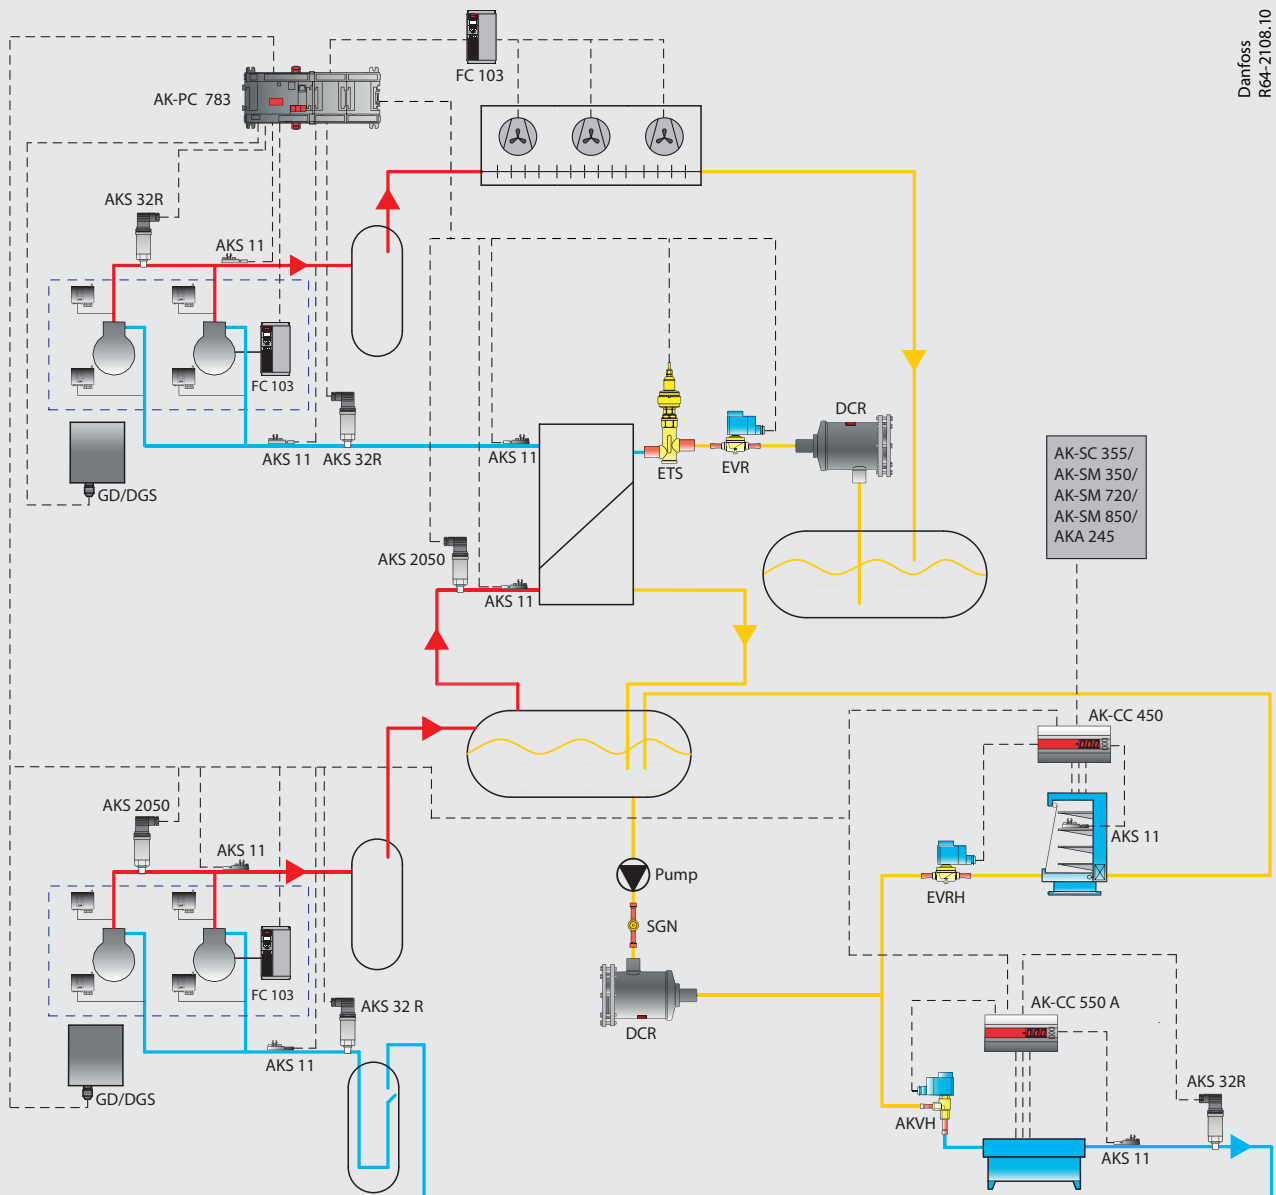 Danfoss
R64-2108.10
FC 103
AK-PC 783
AKS 32R
AKS 11
FC 103
AKS 11
AKS 32R
GD/DGS
AKS 11
ETS
EVR
DCR
AK-SC 355/
AK-SM 350/
AK-SM 720/
AK-SM 850/
AKA 245
AKS 2050
AKS 11
AK-CC 450
AKS 11
EVRH
AKS 2050
AKS 11
Pump
SGN
DCR
FC 103
AKS 32 R
AKS 11
GD/DGS
AK-CC 550 A
AKVH
AKS 32R
AKS 11